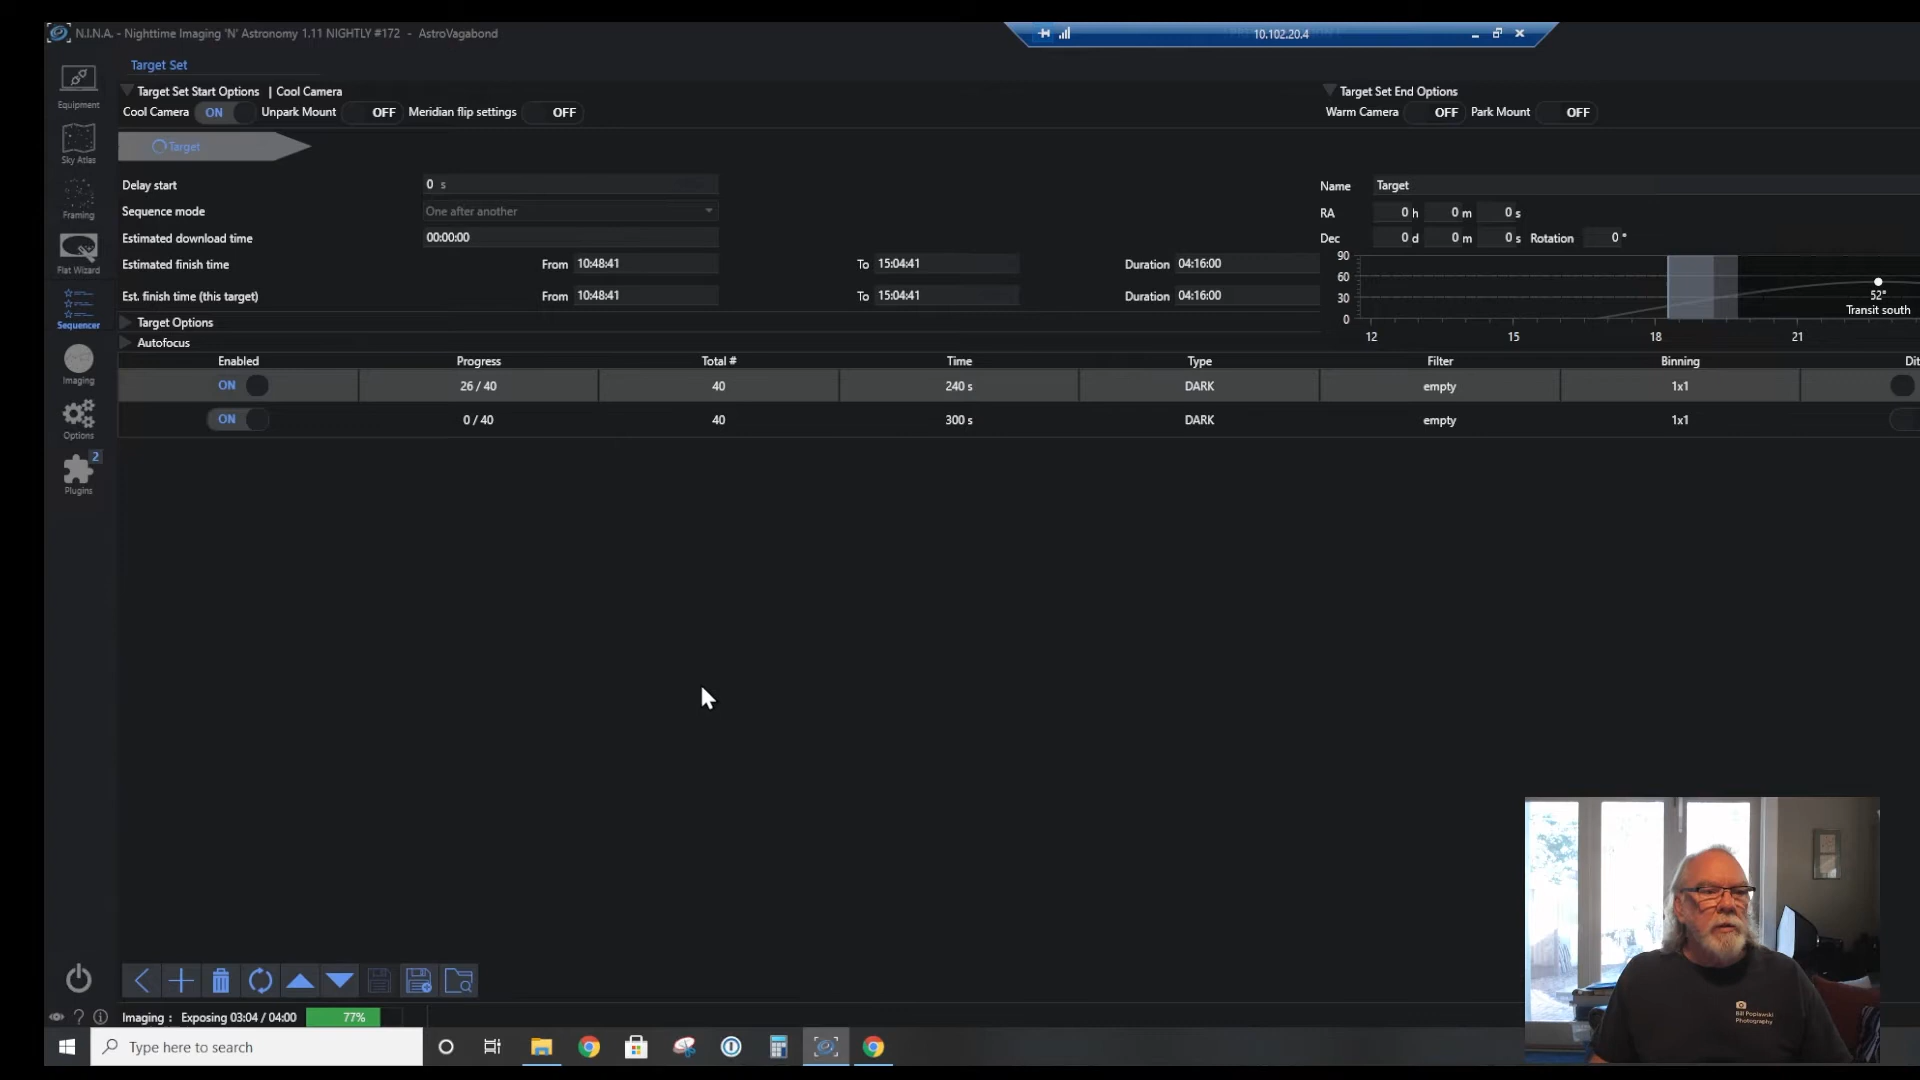 N.I.N.A. - Nighttime Imaging 'N' Astronomy 1.11 NIGHTLY #172 - AstroVagabond
10.102.20.4
Target Set
Target Set Start Options | Cool Camera
Target Set End Options
Cool Camera ON Unpark Mount OFF Meridian flip settings OFF
Warm Camera OFF Park Mount OFF
Target
Delay start 0 s
Name Target
Sequence mode One after another
RA 0 h 0 m 0 s
Estimated download time 00:00:00
Dec 0 d 0 m 0 s Rotation 0 °
Estimated finish time From 10:48:41 To 15:04:41 Duration 04:16:00
Est. finish time (this target) From 10:48:41 To 15:04:41 Duration 04:16:00
90
60
30
0
52°
Transit south
12 15 18 21
Target Options
Autofocus
Enabled Progress Total # Time Type Filter Binning Dit
ON 26 / 40 40 240 s DARK empty 1x1
ON 0 / 40 40 300 s DARK empty 1x1
Equipment
Sky Atlas
Framing
Flat Wizard
Sequencer
Imaging
Options
2
Plugins
Imaging : Exposing 03:04 / 04:00 77%
Type here to search
Bill Poplawski
Photography